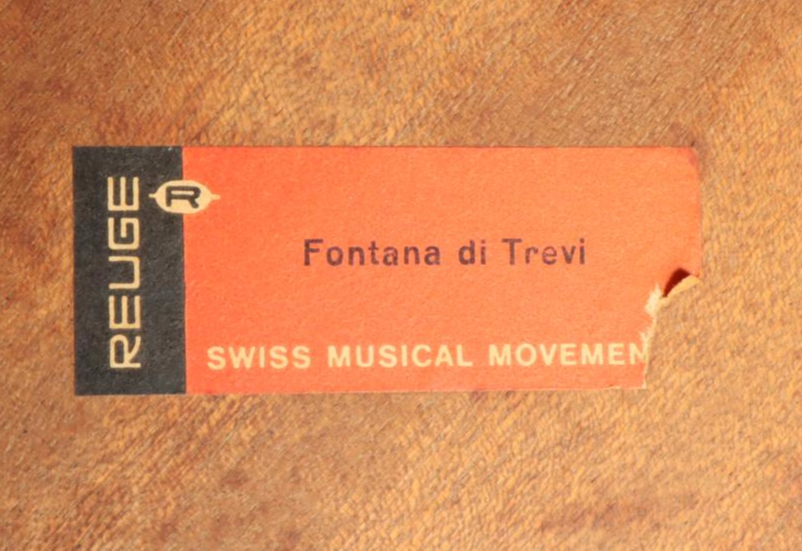 REUGE
R
Fontana di Trevi
SWISS MUSICAL MOVEMEN